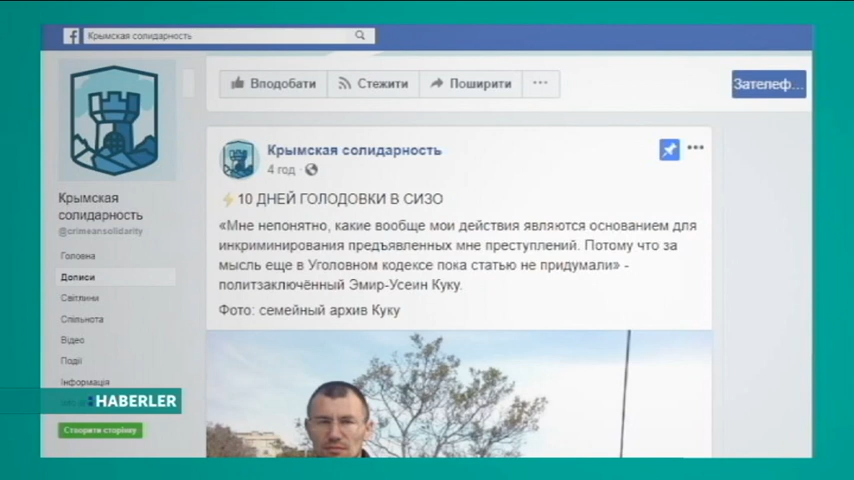 Крымская солидарность
Вподобати
Стежити
Поширити
Зателеф...
Крымская
солидарность
@crimeansolidarity
Головна
Дописи
Світлини
Спільнота
Відео
Події
Інформація
Створити сторінку
Крымская солидарность
4 год
10 ДНЕЙ ГОЛОДОВКИ В СИЗО
«Мне непонятно, какие вообще мои действия являются основанием для
инкриминирования предъявленных мне преступлений. Потому что за
мысль еще в Уголовном кодексе пока статью не придумали» -
политзаключённый Эмир-Усеин Куку.
Фото: семейный архив Куку
HABERLER